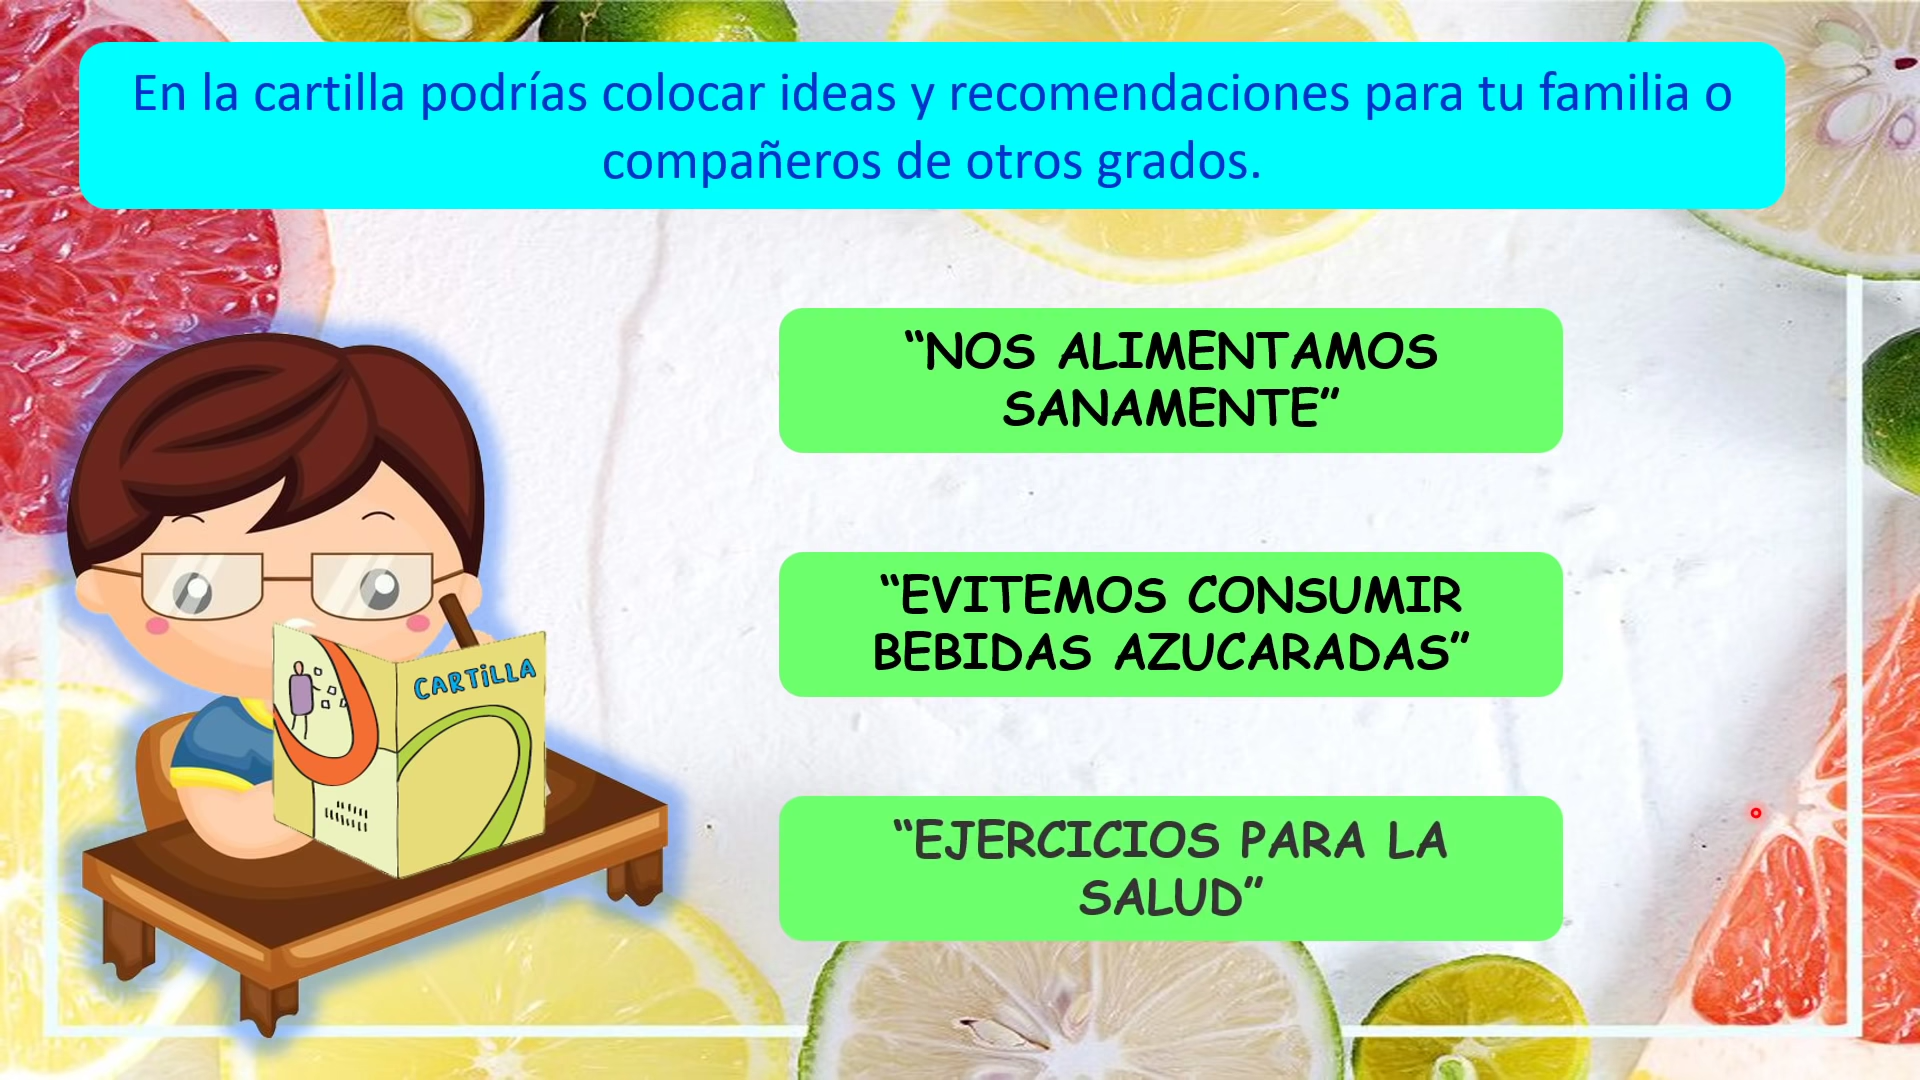 En la cartilla podrías colocar ideas y recomendaciones para tu familia o
compañeros de otros grados.
“NOS ALIMENTAMOS
SANAMENTE”
“EVITEMOS CONSUMIR
BEBIDAS AZUCARADAS”
CARTiLLA
“EJERCICIOS PARA LA
SALUD”